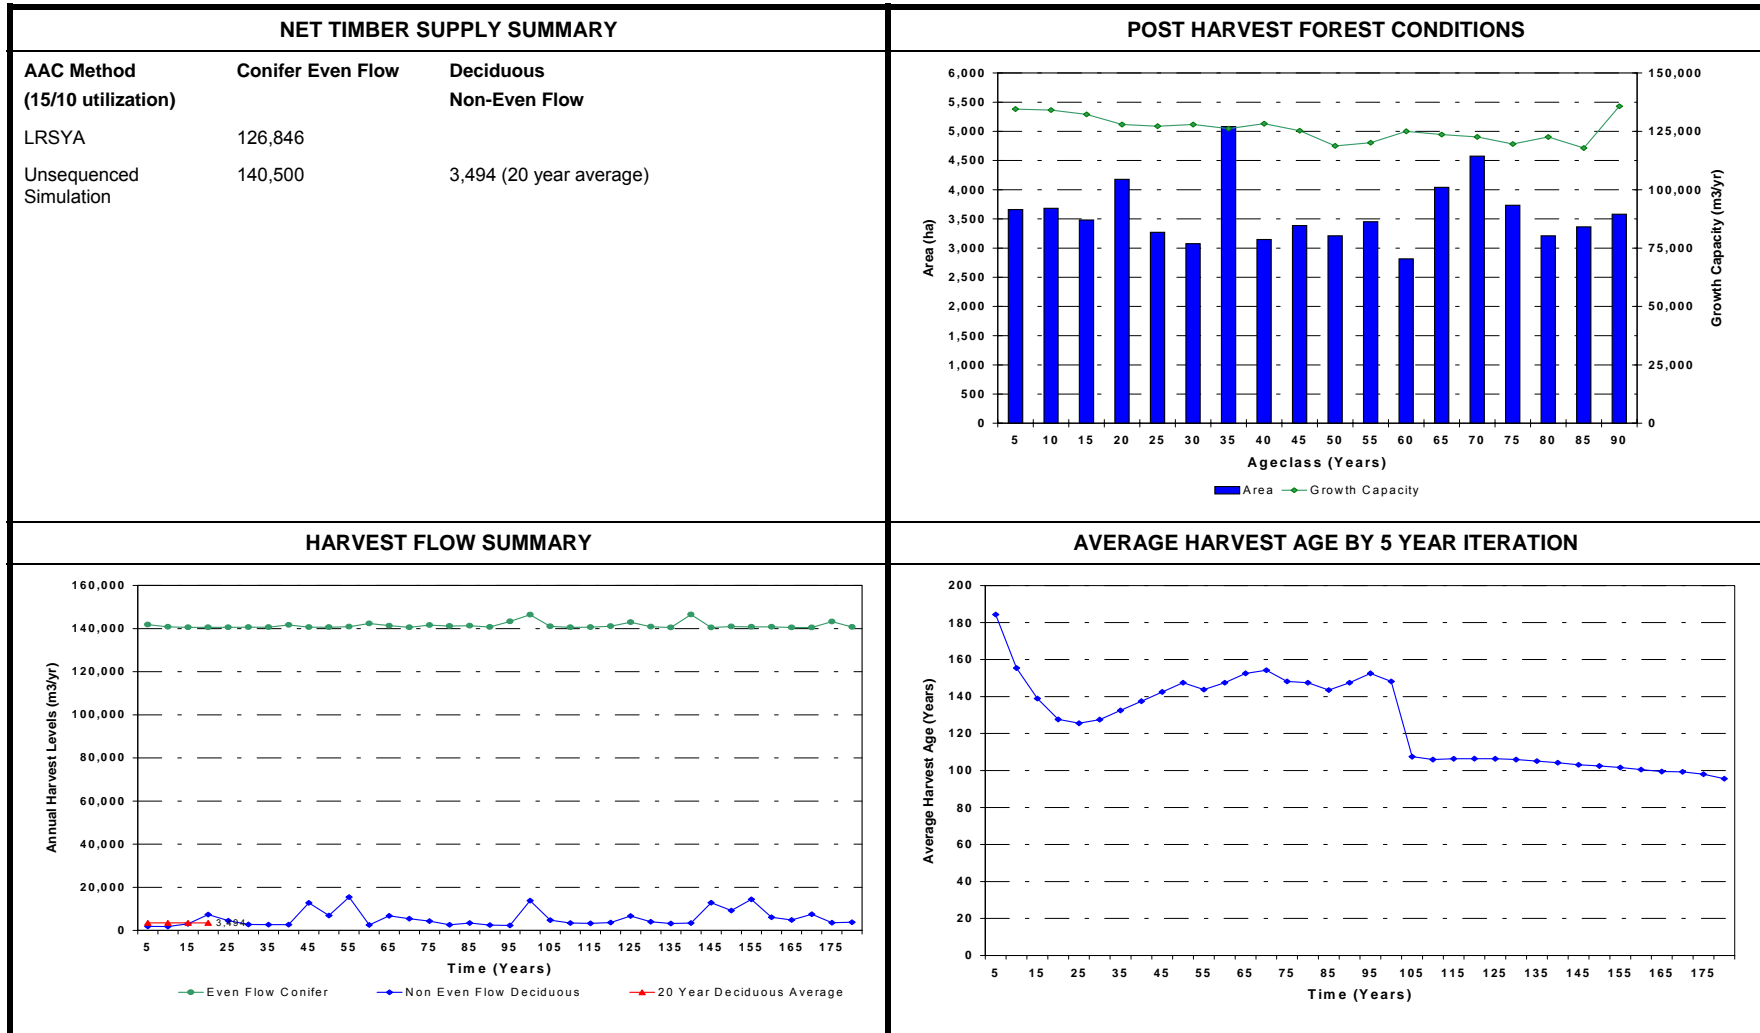 NET TIMBER SUPPLY SUMMARY
AAC Method
(15/10 utilization)
Conifer Even Flow
Deciduous
Non-Even Flow
LRSYA
126,846
Unsequenced
Simulation
140,500
3,494 (20 year average)
POST HARVEST FOREST CONDITIONS
6,000
5,500
5,000
4,500
4,000
3,500
3,000
2,500
2,000
1,500
1,000
500
0
Area (ha)
150,000
125,000
100,000
75,000
50,000
25,000
0
Growth Capacity (m3/yr)
5 10 15 20 25 30 35 40 45 50 55 60 65 70 75 80 85 90
Ageclass (Years)
Area Growth Capacity
HARVEST FLOW SUMMARY
160,000
140,000
120,000
100,000
80,000
60,000
40,000
20,000
0
Annual Harvest Levels (m3/yr)
3,494
5 15 25 35 45 55 65 75 85 95 105 115 125 135 145 155 165 175
Time (Years)
Even Flow Conifer Non Even Flow Deciduous 20 Year Deciduous Average
AVERAGE HARVEST AGE BY 5 YEAR ITERATION
200
180
160
140
120
100
80
60
40
20
0
Average Harvest Age (Years)
5 15 25 35 45 55 65 75 85 95 105 115 125 135 145 155 165 175
Time (Years)